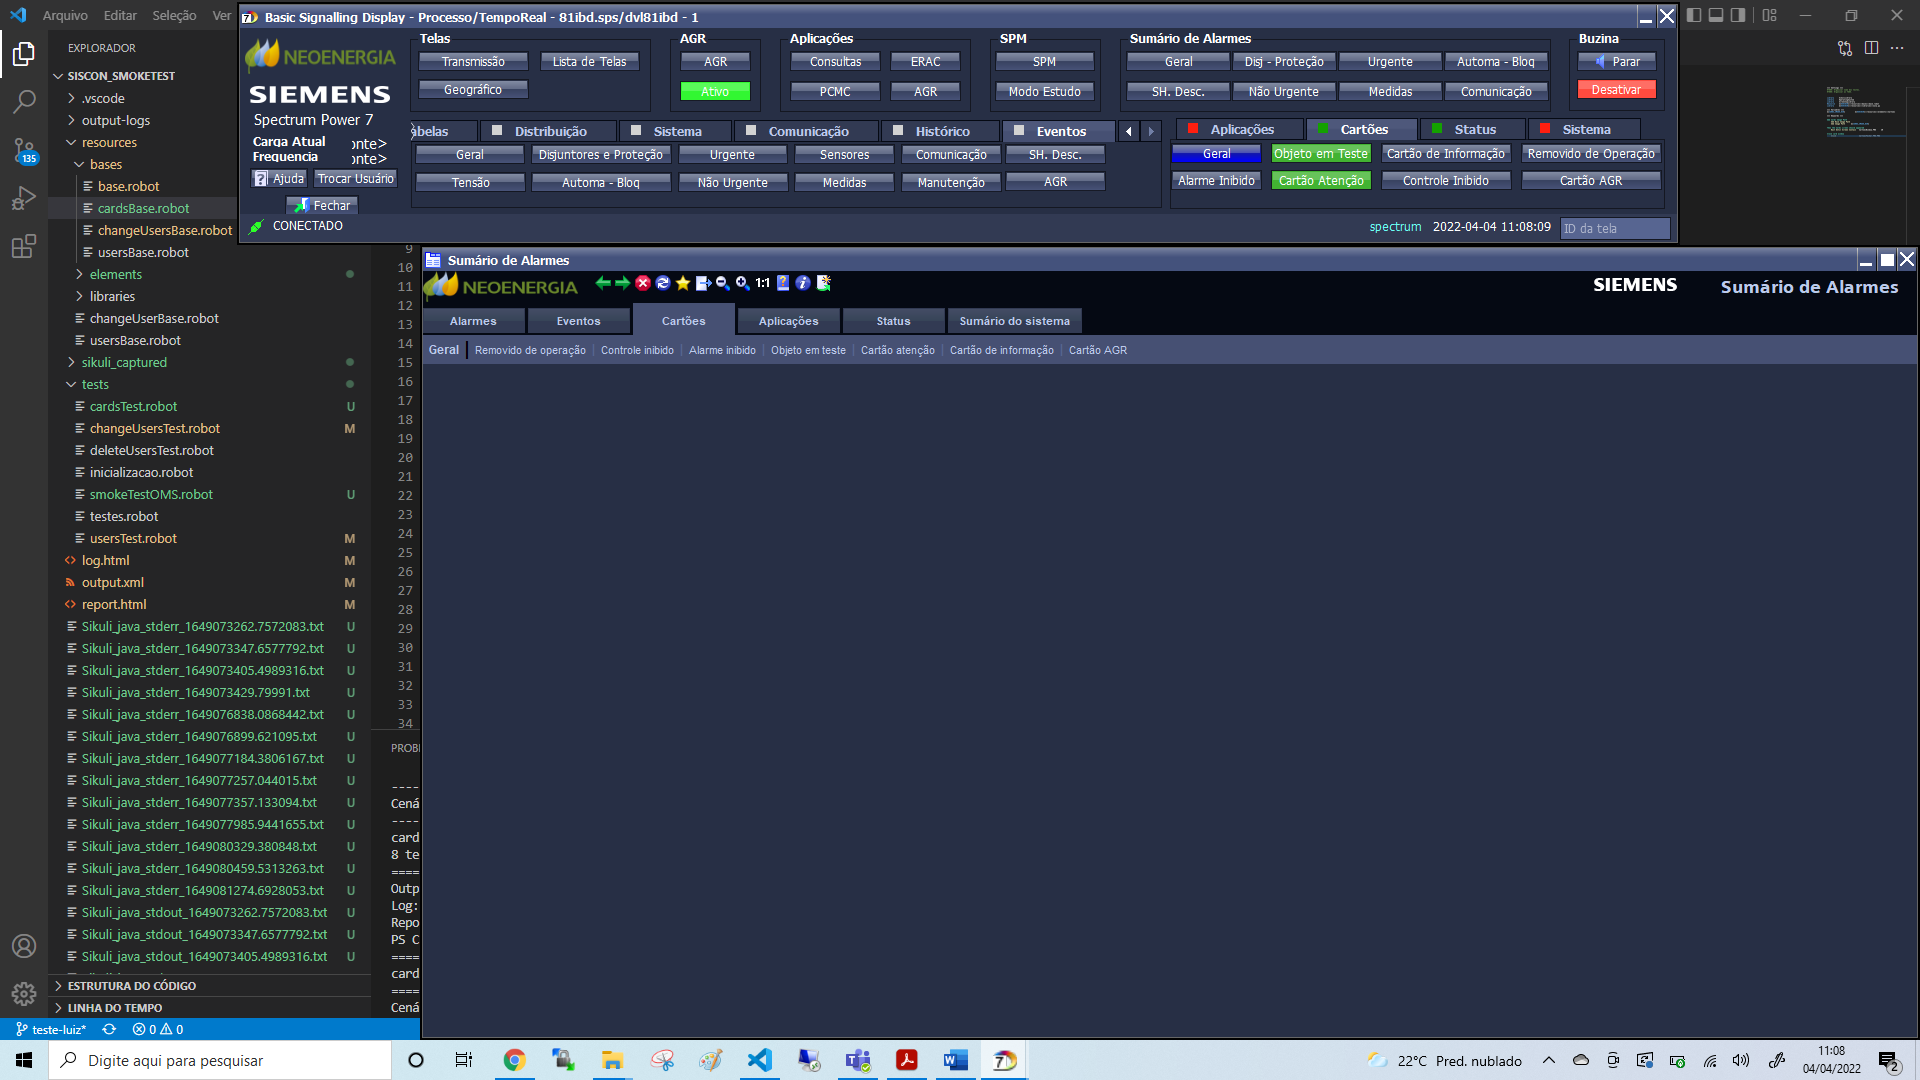 Arquivo Editar Seleção Ver
Basic Signalling Display - Processo/TempoReal - 81ibd.sps/dvl81ibd - 1
NEOENERGIA
SIEMENS
Spectrum Power 7
Carga Atual
Frequencia
onte>
onte>
Ajuda Trocar Usuário
Fechar
CONECTADO
Telas
Transmissão Lista de Telas
Geográfico
AGR
AGR
Ativo
Aplicações
Consultas ERAC
PCMC AGR
SPM
SPM
Modo Estudo
Sumário de Alarmes
Geral Disj - Proteção Urgente Automa - Bloq
SH. Desc. Não Urgente Medidas Comunicação
Buzina
Parar
Desativar
abelas Distribuição Sistema Comunicação Histórico Eventos
Geral Disjuntores e Proteção Urgente Sensores Comunicação SH. Desc.
Tensão Automa - Bloq Não Urgente Medidas Manutenção AGR
Aplicações Cartões Status Sistema
Geral Objeto em Teste Cartão de Informação Removido de Operação
Alarme Inibido Cartão Atenção Controle Inibido Cartão AGR
spectrum 2022-04-04 11:08:09 ID da tela
EXPLORADOR
SISCON_SMOKETEST
.vscode
output-logs
resources
bases
base.robot
cardsBase.robot
changeUsersBase.robot
usersBase.robot
elements
libraries
changeUserBase.robot
usersBase.robot
sikuli_captured
tests
cardsTest.robot U
changeUsersTest.robot M
deleteUsersTest.robot
inicializacao.robot
smokeTestOMS.robot U
testes.robot
usersTest.robot M
log.html M
output.xml M
report.html M
Sikuli_java_stderr_1649073262.7572083.txt U
Sikuli_java_stderr_1649073347.6577792.txt U
Sikuli_java_stderr_1649073405.4989316.txt U
Sikuli_java_stderr_1649073429.79991.txt U
Sikuli_java_stderr_1649076838.0868442.txt U
Sikuli_java_stderr_1649076899.621095.txt U
Sikuli_java_stderr_1649077184.3806167.txt U
Sikuli_java_stderr_1649077257.044015.txt U
Sikuli_java_stderr_1649077357.133094.txt U
Sikuli_java_stderr_1649077985.9441655.txt U
Sikuli_java_stderr_1649080329.380848.txt U
Sikuli_java_stderr_1649080459.5313263.txt U
Sikuli_java_stderr_1649081274.6928053.txt U
Sikuli_java_stdout_1649073262.7572083.txt U
Sikuli_java_stdout_1649073347.6577792.txt U
Sikuli_java_stdout_1649073405.4989316.txt U
ESTRUTURA DO CÓDIGO
LINHA DO TEMPO
135
teste-luiz* 0 0
9
10
11
12
13
14
15
16
17
18
19
20
21
22
23
24
25
26
27
28
29
30
31
32
33
34
PROBL
----
Cená
----
card
8 te
====
Outp
Log:
Repo
PS C
====
card
====
Cená
Sumário de Alarmes
NEOENERGIA 1:1 SIEMENS Sumário de Alarmes
Alarmes Eventos Cartões Aplicações Status Sumário do sistema
Geral Removido de operação Controle inibido Alarme inibido Objeto em teste Cartão atenção Cartão de informação Cartão AGR
Digite aqui para pesquisar
22°C Pred. nublado
11:08
04/04/2022
2